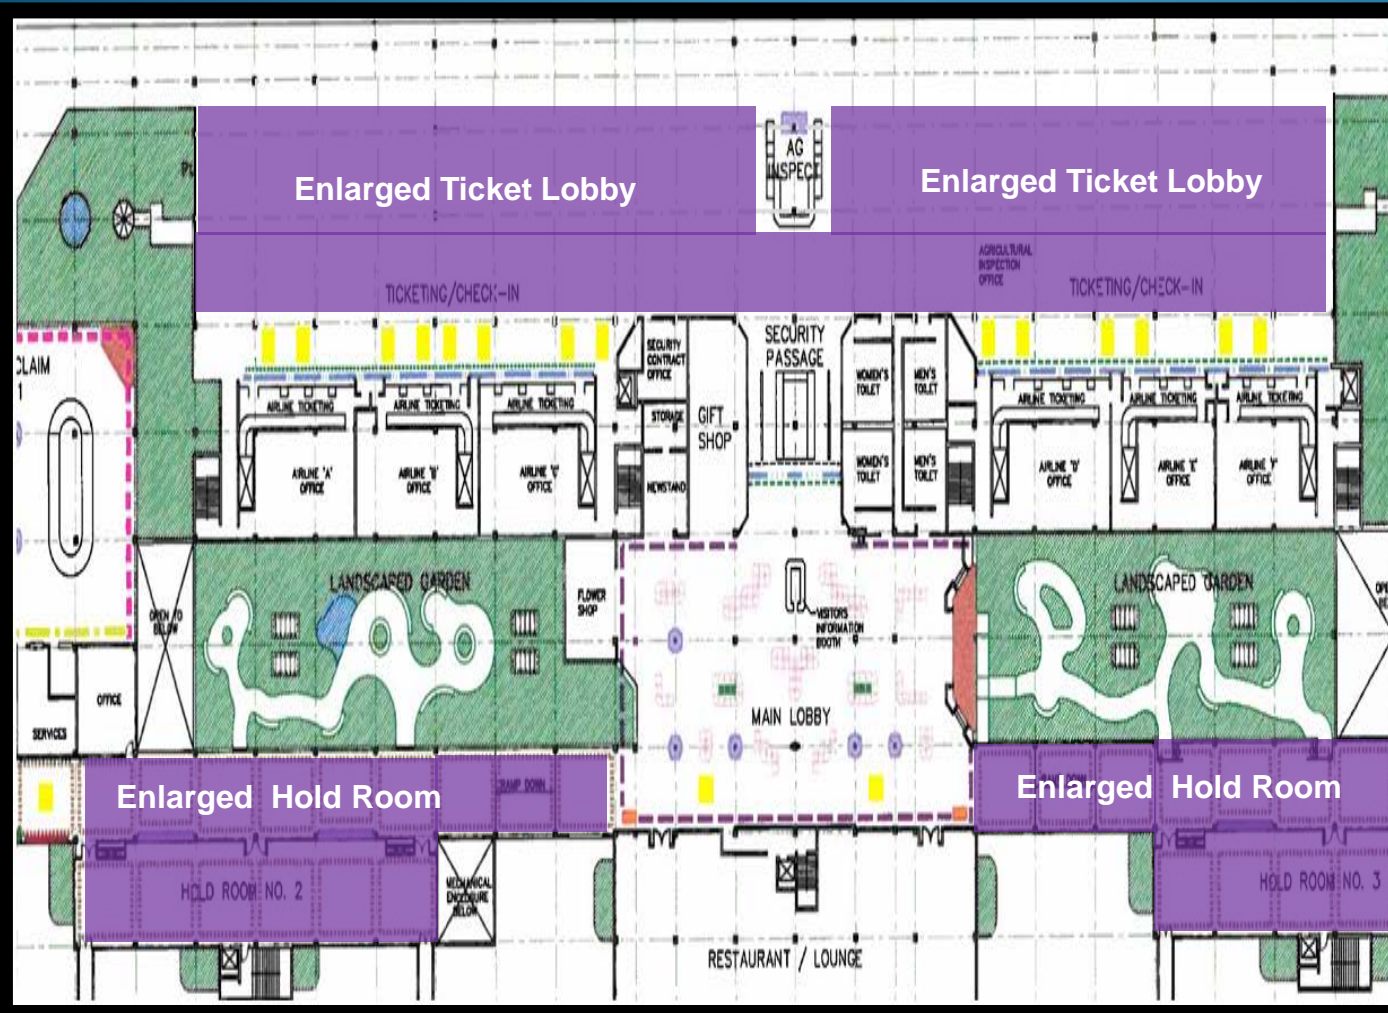 AG
INSPECT
Enlarged Ticket Lobby
Enlarged Ticket Lobby
AGRICULTURAL
INSPECTION
OFFICE
TICKETING/CHECK-IN
TICKETING/CHECK-IN
CLAIM
1
SECURITY
CONTRACT
OFFICE
SECURITY
PASSAGE
WOMEN'S
TOILET
MEN'S
TOILET
AIRLINE TICKETING
AIRLINE TICKETING
AIRLINE TICKETING
STORAGE
GIFT
SHOP
AIRLINE TICKETING
AIRLINE TICKETING
AIRLINE TICKETING
AIRLINE 'A'
OFFICE
AIRLINE 'B'
OFFICE
AIRLINE 'C'
OFFICE
NEWSTAND
WOMEN'S
TOILET
MEN'S
TOILET
AIRLINE 'D'
OFFICE
AIRLINE 'E'
OFFICE
AIRLINE 'F'
OFFICE
LANDSCAPED GARDEN
LANDSCAPED GARDEN
OPEN TO
BELOW
FLOWER
SHOP
VISITORS
INFORMATION
BOOTH
OFFICE
SERVICES
MAIN LOBBY
Enlarged Hold Room
RAMP DOWN
Enlarged Hold Room
RAMP DOWN
HOLD ROOM NO. 2
MECHANICAL
ENCLOSURE
BELOW
HOLD ROOM NO. 3
RESTAURANT / LOUNGE